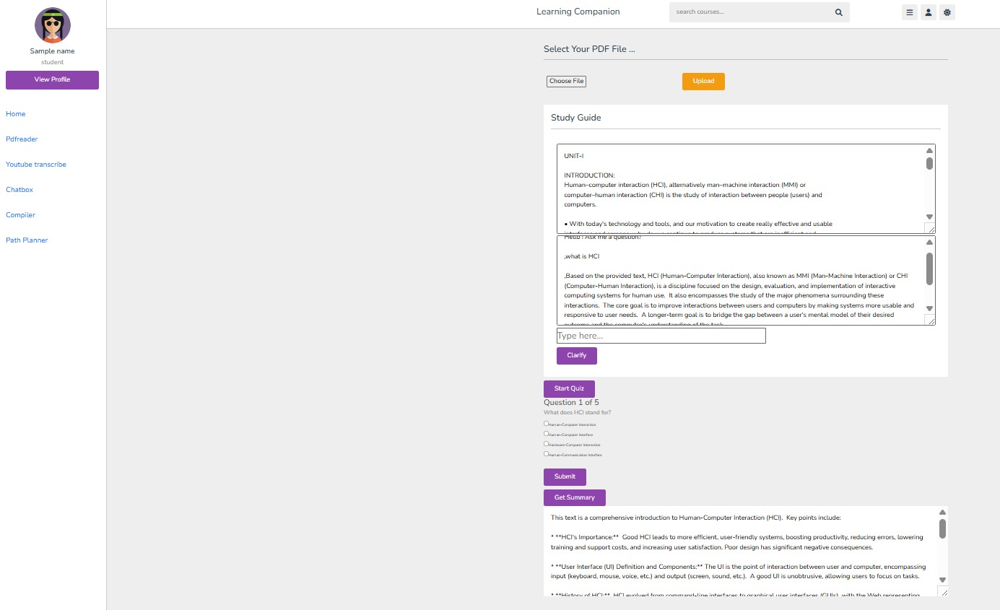 Learning Companion
search courses...
Sample name
student
View Profile
Home
Pdfreader
Youtube transcribe
Chatbox
Compiler
Path Planner
Select Your PDF File ...
Choose File
Upload
Study Guide
UNIT-I
INTRODUCTION:
Human–computer interaction (HCI), alternatively man–machine interaction (MMI) or
computer–human interaction (CHI) is the study of interaction between people (users) and
computers.
• With today's technology and tools, and our motivation to create really effective and usable
interfaces and screens, why do we continue to produce systems that are inefficient and
Hello ! Ask me a question?
,what is HCI
,Based on the provided text, HCI (Human-Computer Interaction), also known as MMI (Man-Machine Interaction) or CHI
(Computer-Human Interaction), is a discipline focused on the design, evaluation, and implementation of interactive
computing systems for human use.  It also encompasses the study of the major phenomena surrounding these
interactions.  The core goal is to improve interactions between users and computers by making systems more usable and
responsive to user needs.  A longer-term goal is to bridge the gap between a user's mental model of their desired
outcome and the computer's understanding of the task.
Type here...
Clarify
Start Quiz
Question 1 of 5
What does HCI stand for?
Human-Computer Interaction
Human-Computer Interface
Hardware-Computer Interaction
Human-Communication Interface
Submit
Get Summary
This text is a comprehensive introduction to Human-Computer Interaction (HCI).  Key points include:
* **HCI's Importance:**  Good HCI leads to more efficient, user-friendly systems, boosting productivity, reducing errors, lowering
training and support costs, and increasing user satisfaction. Poor design has significant negative consequences.
* **User Interface (UI) Definition and Components:** The UI is the point of interaction between user and computer, encompassing
input (keyboard, mouse, voice, etc.) and output (screen, sound, etc.).  A good UI is unobtrusive, allowing users to focus on tasks.
* **History of HCI:**  HCI evolved from command-line interfaces to graphical user interfaces (GUIs), with the Web representing